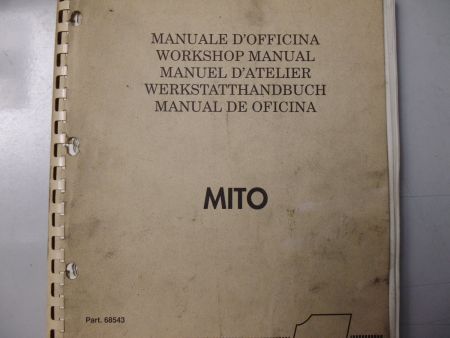 MANUALE D'OFFICINA
WORKSHOP MANUAL
MANUEL D'ATELIER
WERKSTATTHANDBUCH
MANUAL DE OFICINA
MITO
Part. 68543